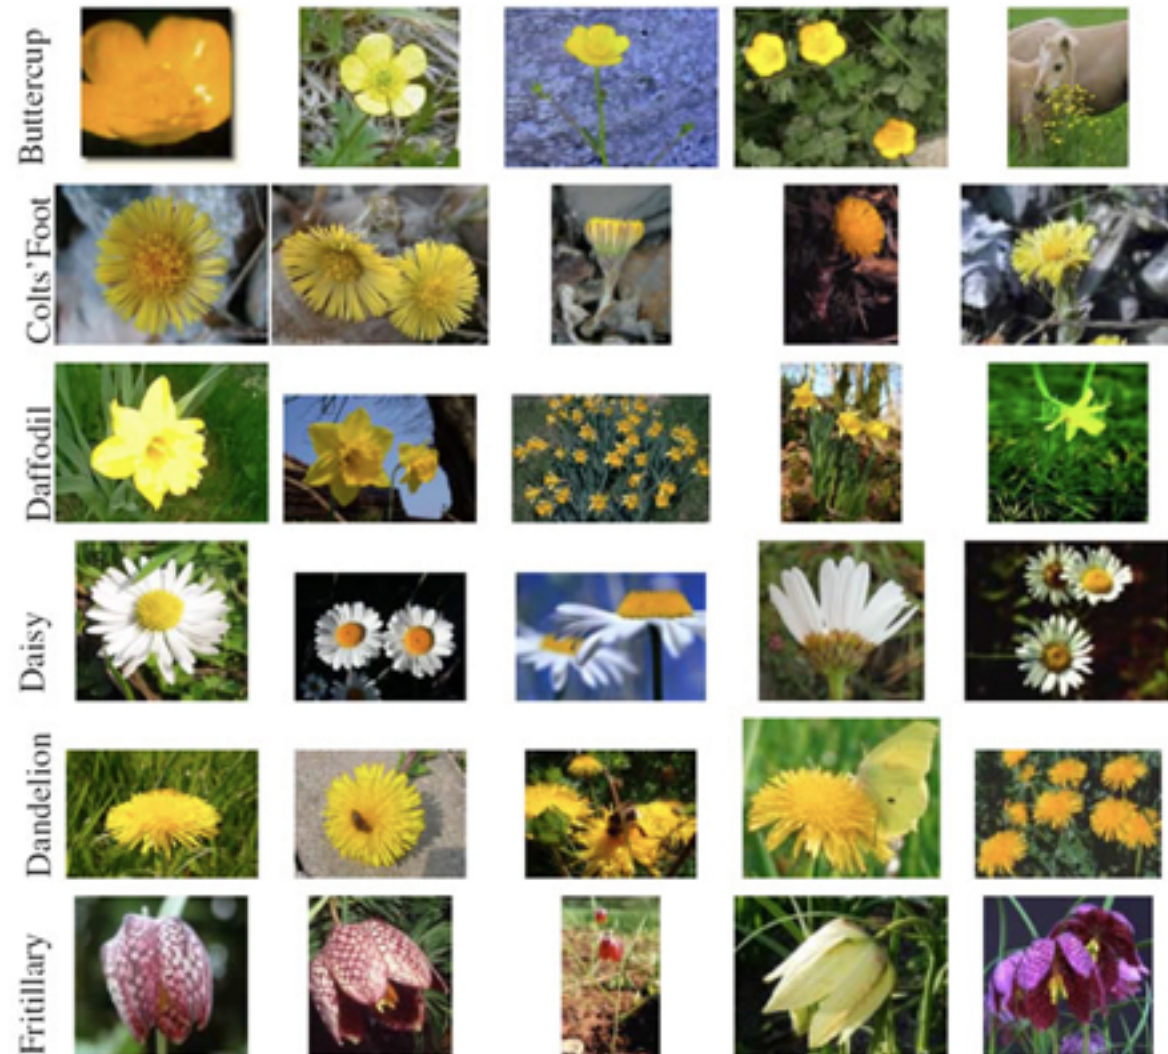 Buttercup
Colts' Foot
Daffodil
Daisy
Dandelion
Fritillary